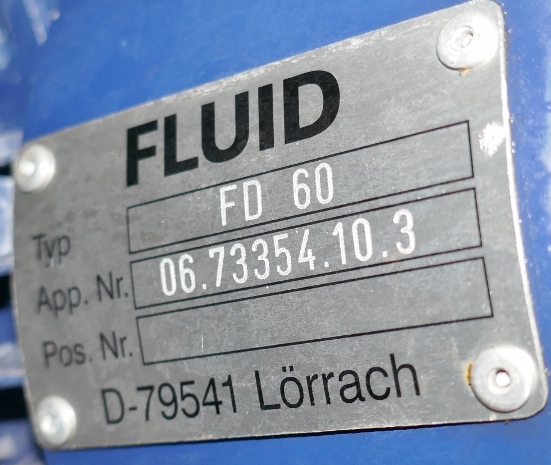 FLUID
Typ FD 60
App. Nr. 06.73354.10.3
Pos. Nr.
D-79541 Lörrach